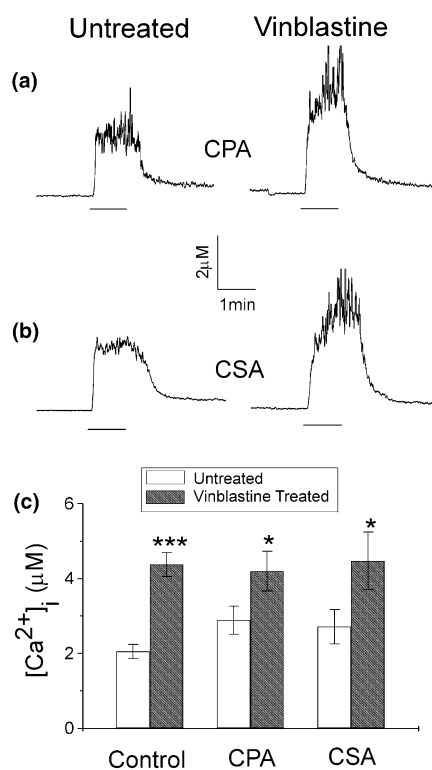 Untreated Vinblastine
(a)
CPA
2μM
1min
(b)
CSA
(c)
Untreated
Vinblastine Treated
[Ca2+]i (μM)
6
4
2
0
*** * *
Control CPA CSA